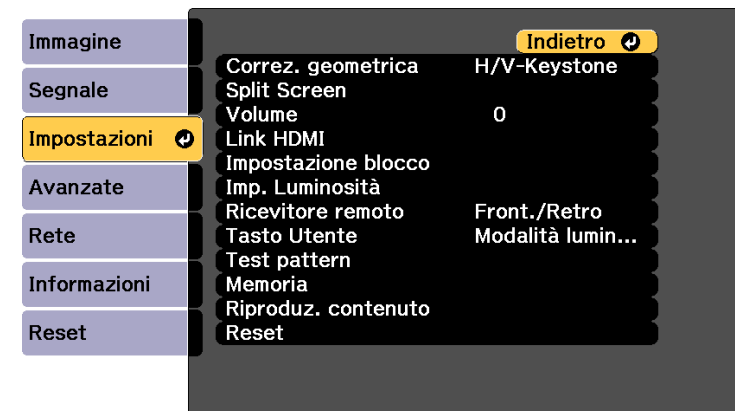 Immagine
Segnale
Impostazioni
Avanzate
Rete
Informazioni
Reset
Indietro
Correz. geometrica H/V-Keystone
Split Screen
Volume 0
Link HDMI
Impostazione blocco
Imp. Luminosità
Ricevitore remoto Front./Retro
Tasto Utente Modalità lumin...
Test pattern
Memoria
Riproduz. contenuto
Reset